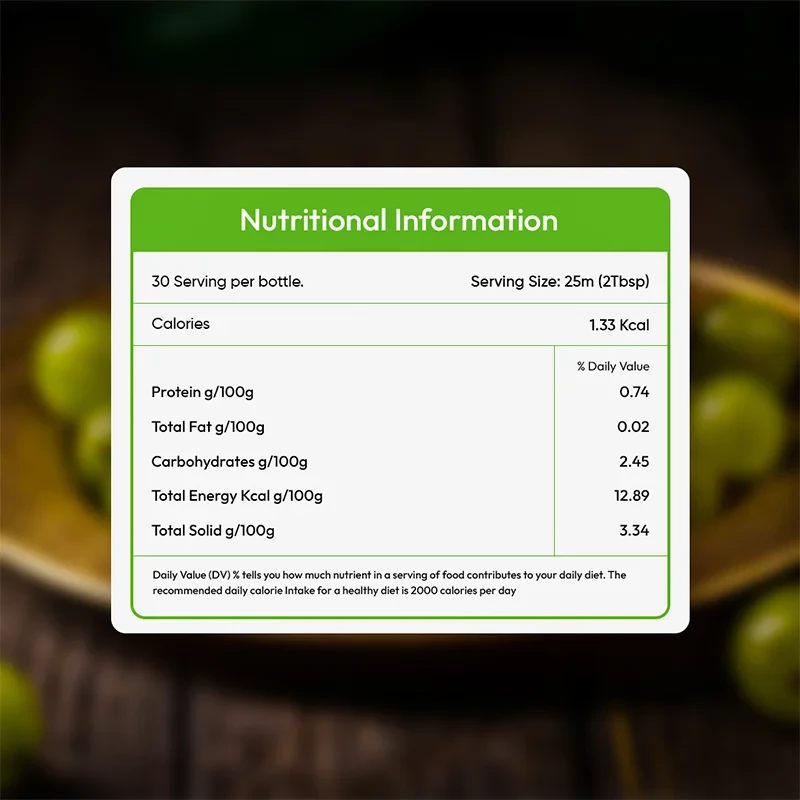 Nutritional Information
30 Serving per bottle. Serving Size: 25m (2Tbsp)
Calories 1.33 Kcal
% Daily Value
Protein g/100g 0.74
Total Fat g/100g 0.02
Carbohydrates g/100g 2.45
Total Energy Kcal g/100g 12.89
Total Solid g/100g 3.34
Daily Value (DV) % tells you how much nutrient in a serving of food contributes to your daily diet. The
recommended daily calorie Intake for a healthy diet is 2000 calories per day